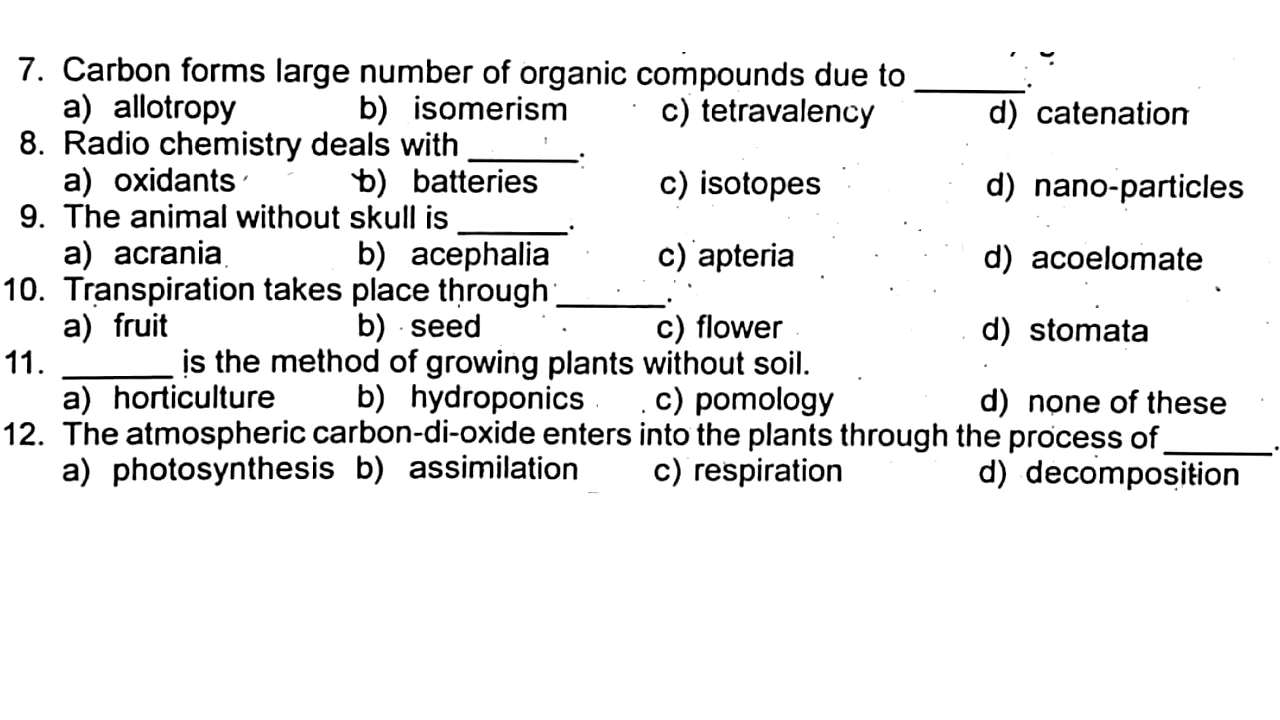 7. Carbon forms large number of organic compounds due to ______.
a) allotropy b) isomerism c) tetravalency d) catenation
8. Radio chemistry deals with ______.
a) oxidants b) batteries c) isotopes d) nano-particles
9. The animal without skull is ______.
a) acrania b) acephalia c) apteria d) acoelomate
10. Transpiration takes place through ______.
a) fruit b) seed c) flower d) stomata
11. ______ is the method of growing plants without soil.
a) horticulture b) hydroponics c) pomology d) none of these
12. The atmospheric carbon-di-oxide enters into the plants through the process of ______.
a) photosynthesis b) assimilation c) respiration d) decomposition